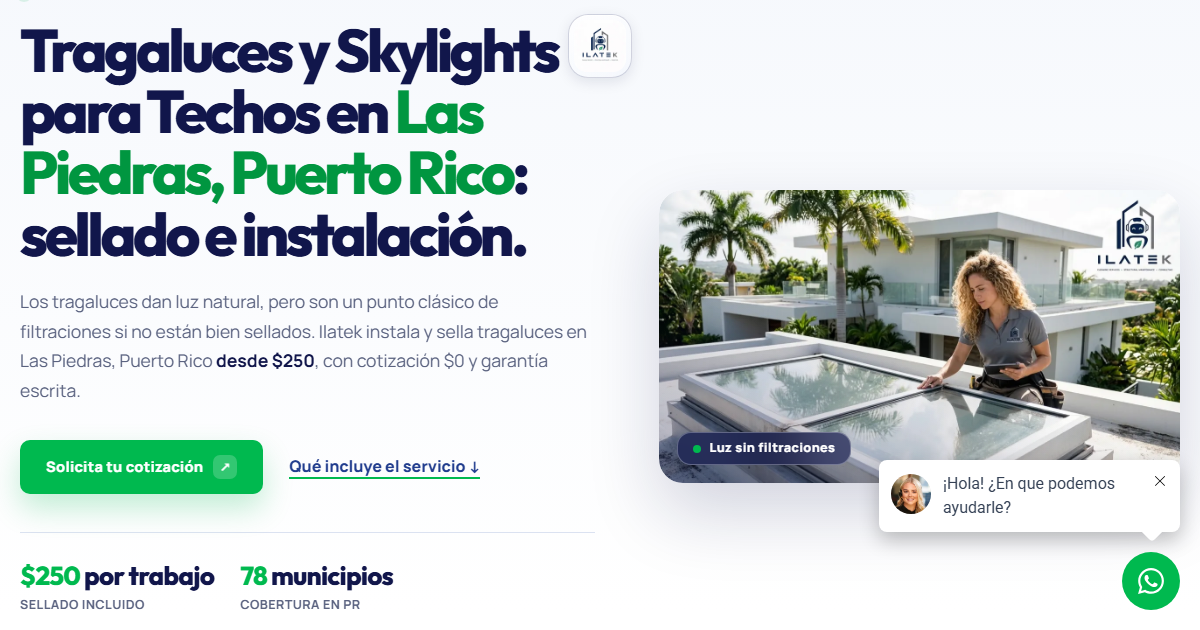 Tragaluces y Skylights
para Techos en Las
Piedras, Puerto Rico:
sellado e instalación.
ILATEK
Los tragaluces dan luz natural, pero son un punto clásico de
filtraciones si no están bien sellados. Ilatek instala y sella tragaluces en
Las Piedras, Puerto Rico desde $250, con cotización $0 y garantía
escrita.
Solicita tu cotización ↗
Qué incluye el servicio ↓
$250 por trabajo
SELLADO INCLUIDO
78 municipios
COBERTURA EN PR
ILATEK
Luz sin filtraciones
¡Hola! ¿En que podemos
ayudarle?